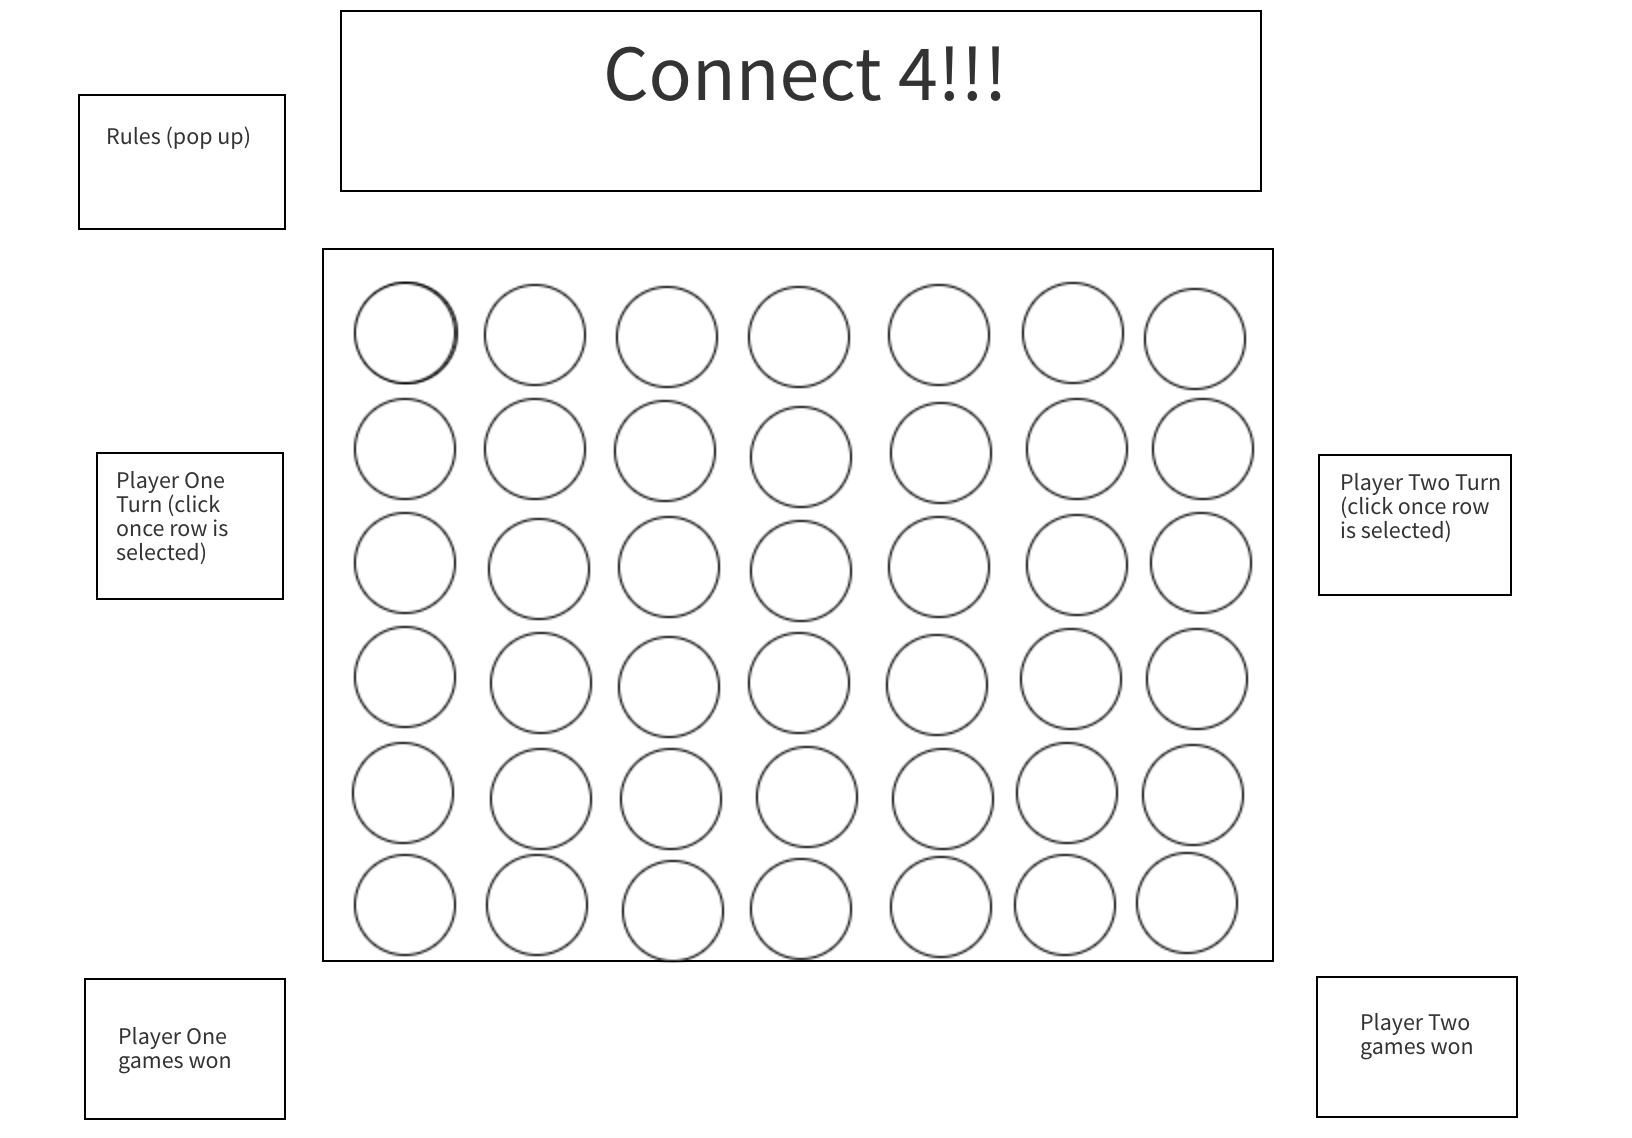 Connect 4!!!
Rules (pop up)
Player One
Turn (click
once row is
selected)
Player Two Turn
(click once row
is selected)
Player One
games won
Player Two
games won